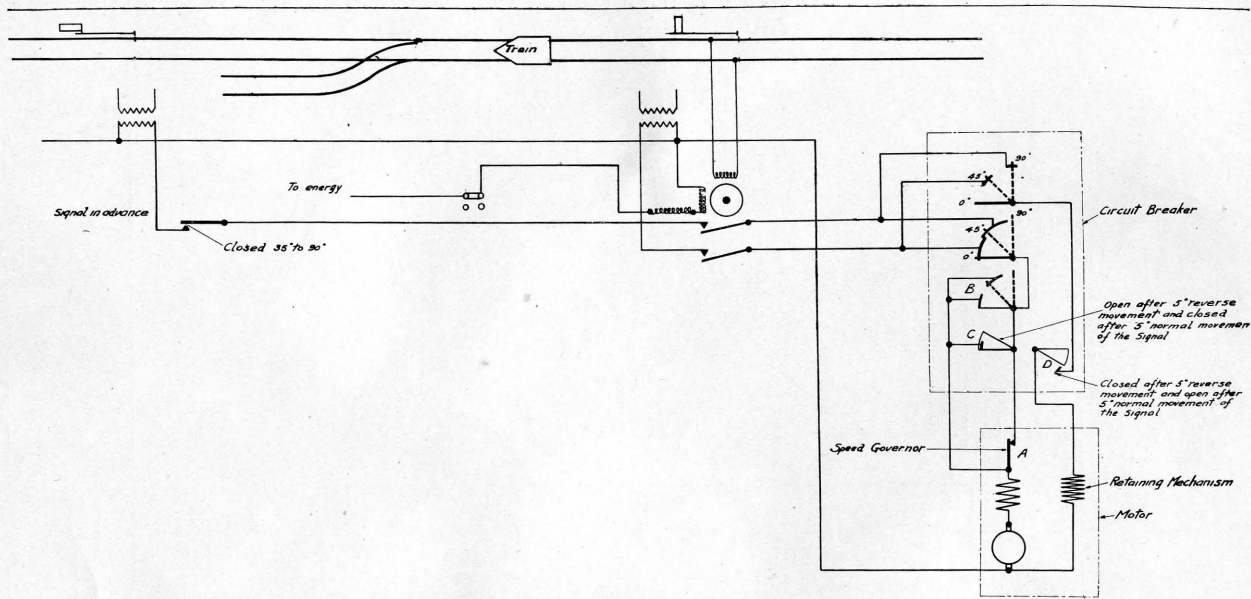 Train
To energy
Signal in advance
Closed 35° to 90°
90°
45°
0°
90°
45°
0°
Circuit Breaker
B
Open after 5° reverse
movement and closed
after 5° normal movemen
of the Signal
C
D
Closed after 5° reverse
movement and open after
5° normal movement of
the Signal
Speed Governor
A
Retaining Mechanism
Motor